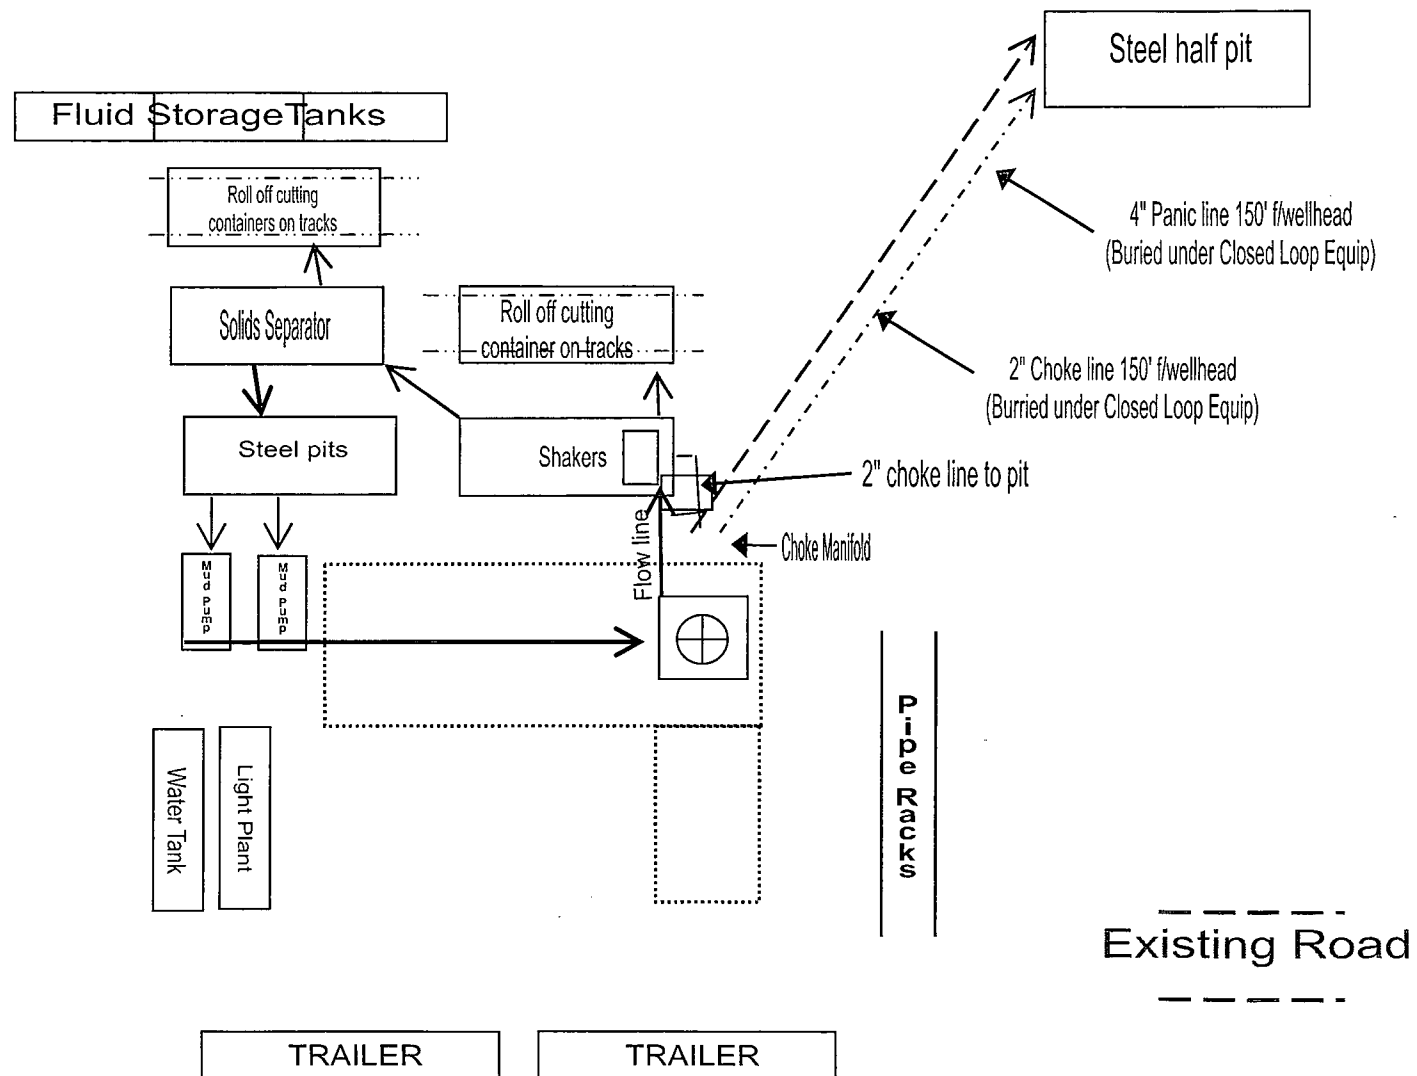 Steel half pit
Fluid StorageTanks
Roll off cutting
containers on tracks
4" Panic line 150' f/wellhead
(Buried under Closed Loop Equip)
Solids Separator
Roll off cutting
container on tracks
2" Choke line 150' f/wellhead
(Burried under Closed Loop Equip)
Steel pits
Shakers
2" choke line to pit
Flow line
Choke Manifold
Mud Pump
Mud Pump
Pipe Racks
Water Tank
Light Plant
Existing Road
TRAILER
TRAILER